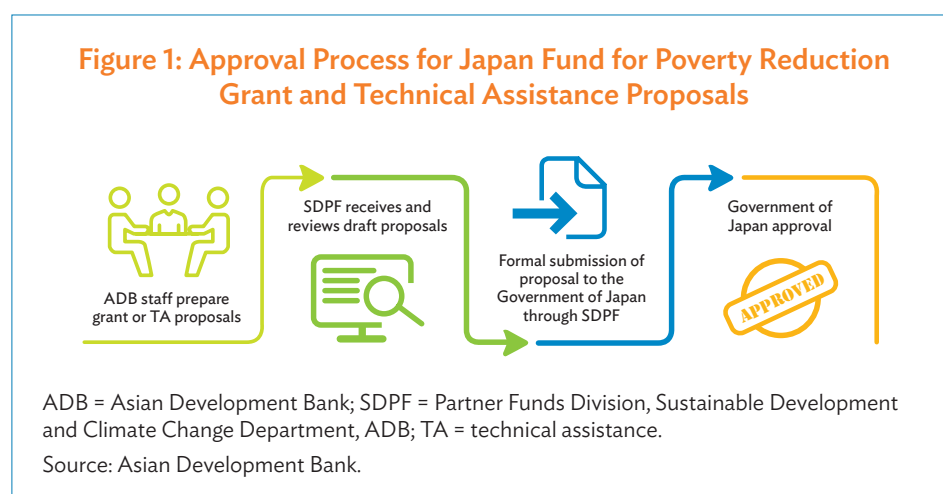 Figure 1: Approval Process for Japan Fund for Poverty Reduction
Grant and Technical Assistance Proposals
ADB staff prepare
grant or TA proposals
SDPF receives and
reviews draft proposals
Formal submission of
proposal to the
Government of Japan
through SDPF
Government of
Japan approval
APPROVED
ADB = Asian Development Bank; SDPF = Partner Funds Division, Sustainable Development
and Climate Change Department, ADB; TA = technical assistance.
Source: Asian Development Bank.